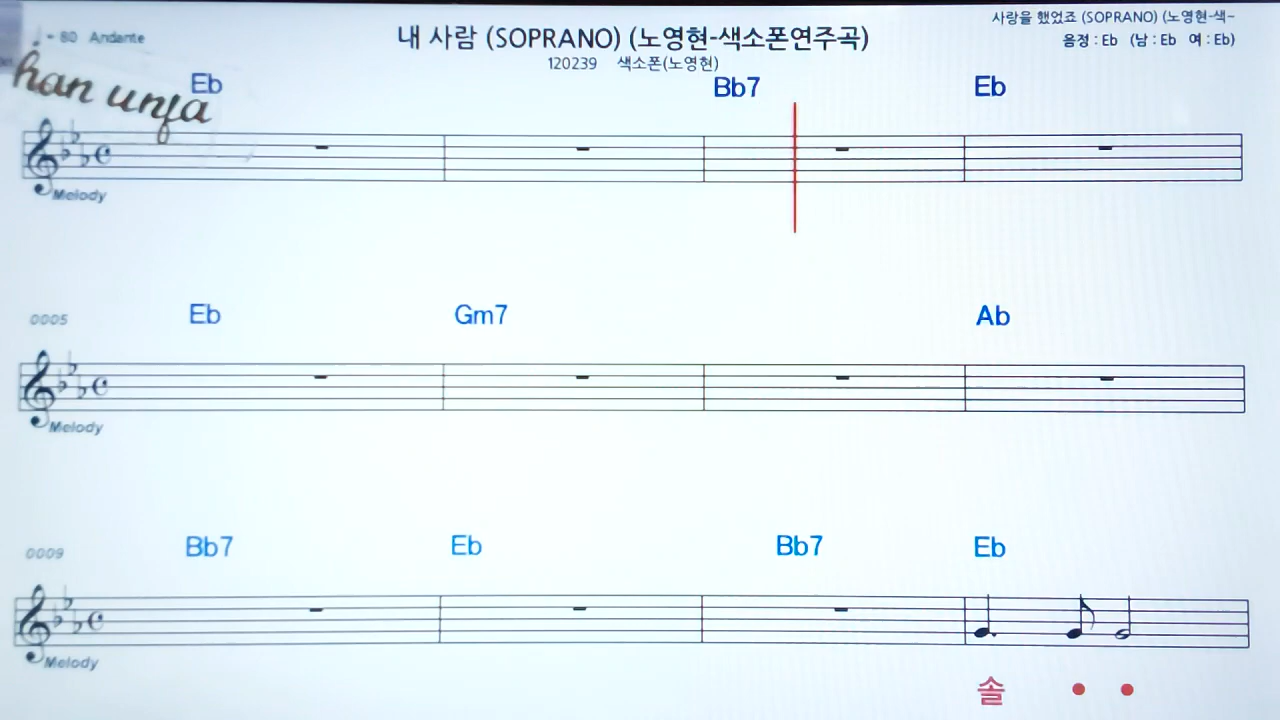 사랑을 했었죠 (SOPRANO) (노영현-색-
♩= 80 Andante
내 사람 (SOPRANO) (노영현-색소폰연주곡)
음정 : Eb (남 : Eb 여 : Eb)
120239 색소폰(노영현)
han unja
Eb Bb7 Eb
Melody
0005 Eb Gm7 Ab
Melody
0009 Bb7 Eb Bb7 Eb
Melody
솔